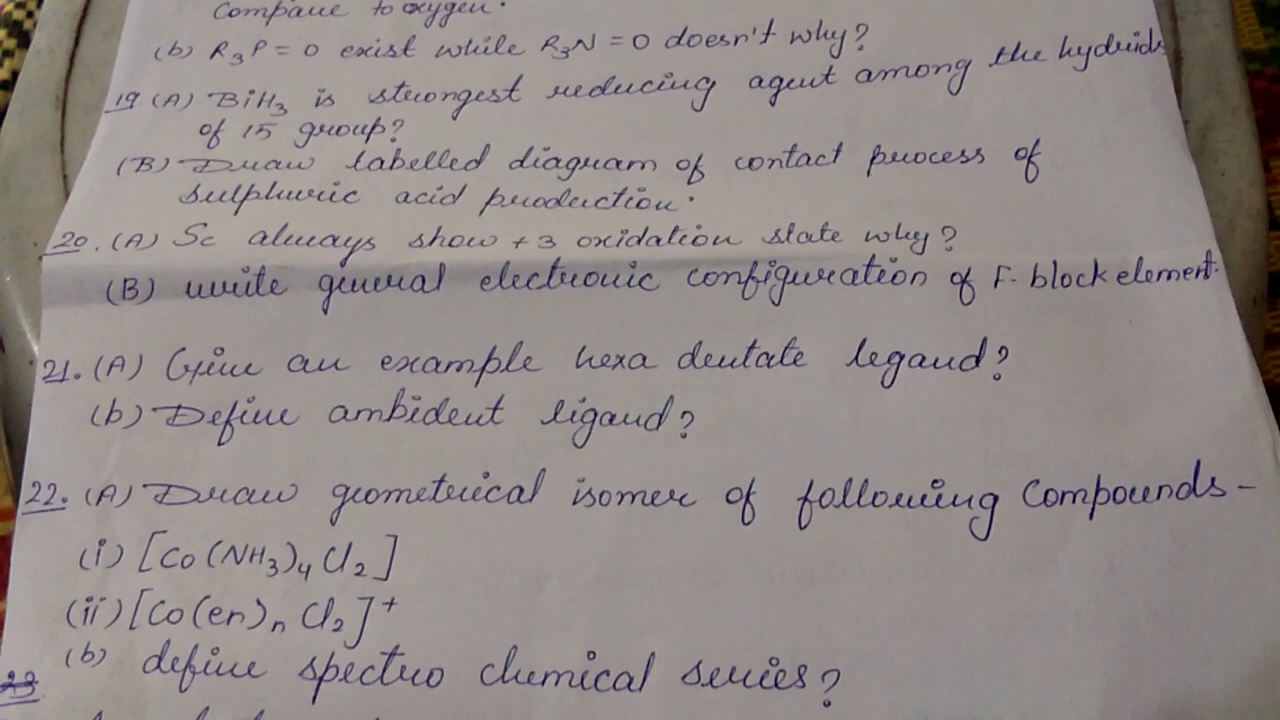 Compare to oxygen.
(b) R3P=O exist while R3N=O doesn't why?
19. (A) BiH3 is strongest reducing agent among the hydrids
of 15 group?
(B) Draw labelled diagram of contact process of
sulphuric acid production.
20. (A) Sc always show +3 oxidation state why?
(B) write general electronic configuration of F-block element.
21. (A) Give an example hexa dentate legand?
(b) Define ambident ligand?
22. (A) Draw geometrical isomer of following Compounds-
(i) [Co(NH3)4 Cl2]
(ii) [Co(en)n Cl2]+
(b) define spectro chemical series?
23